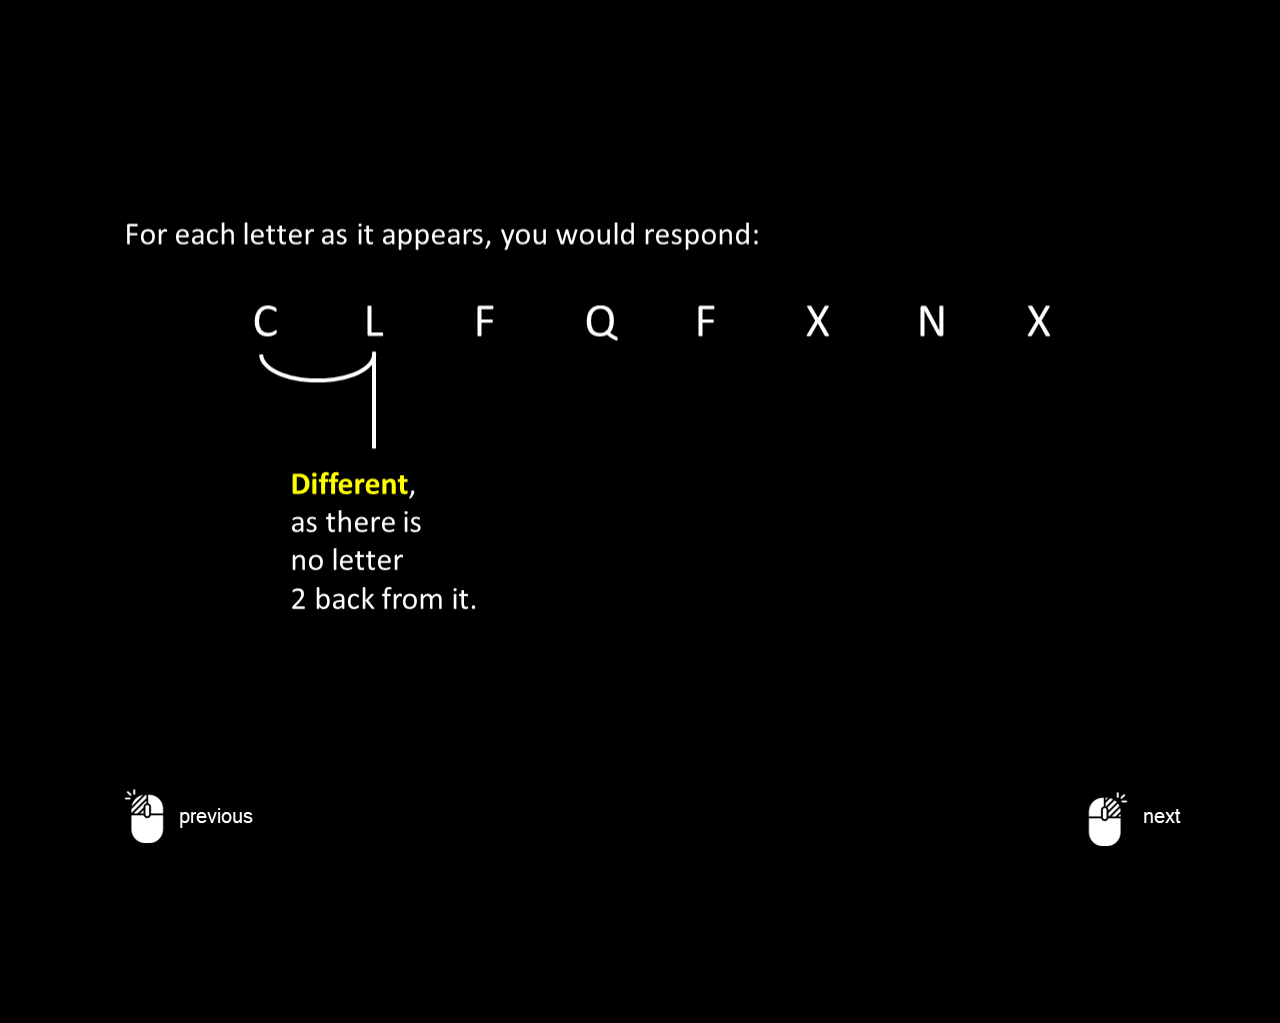 For each letter as it appears, you would respond:
C L F Q F X N X
Different,
as there is
no letter
2 back from it.
previous
next